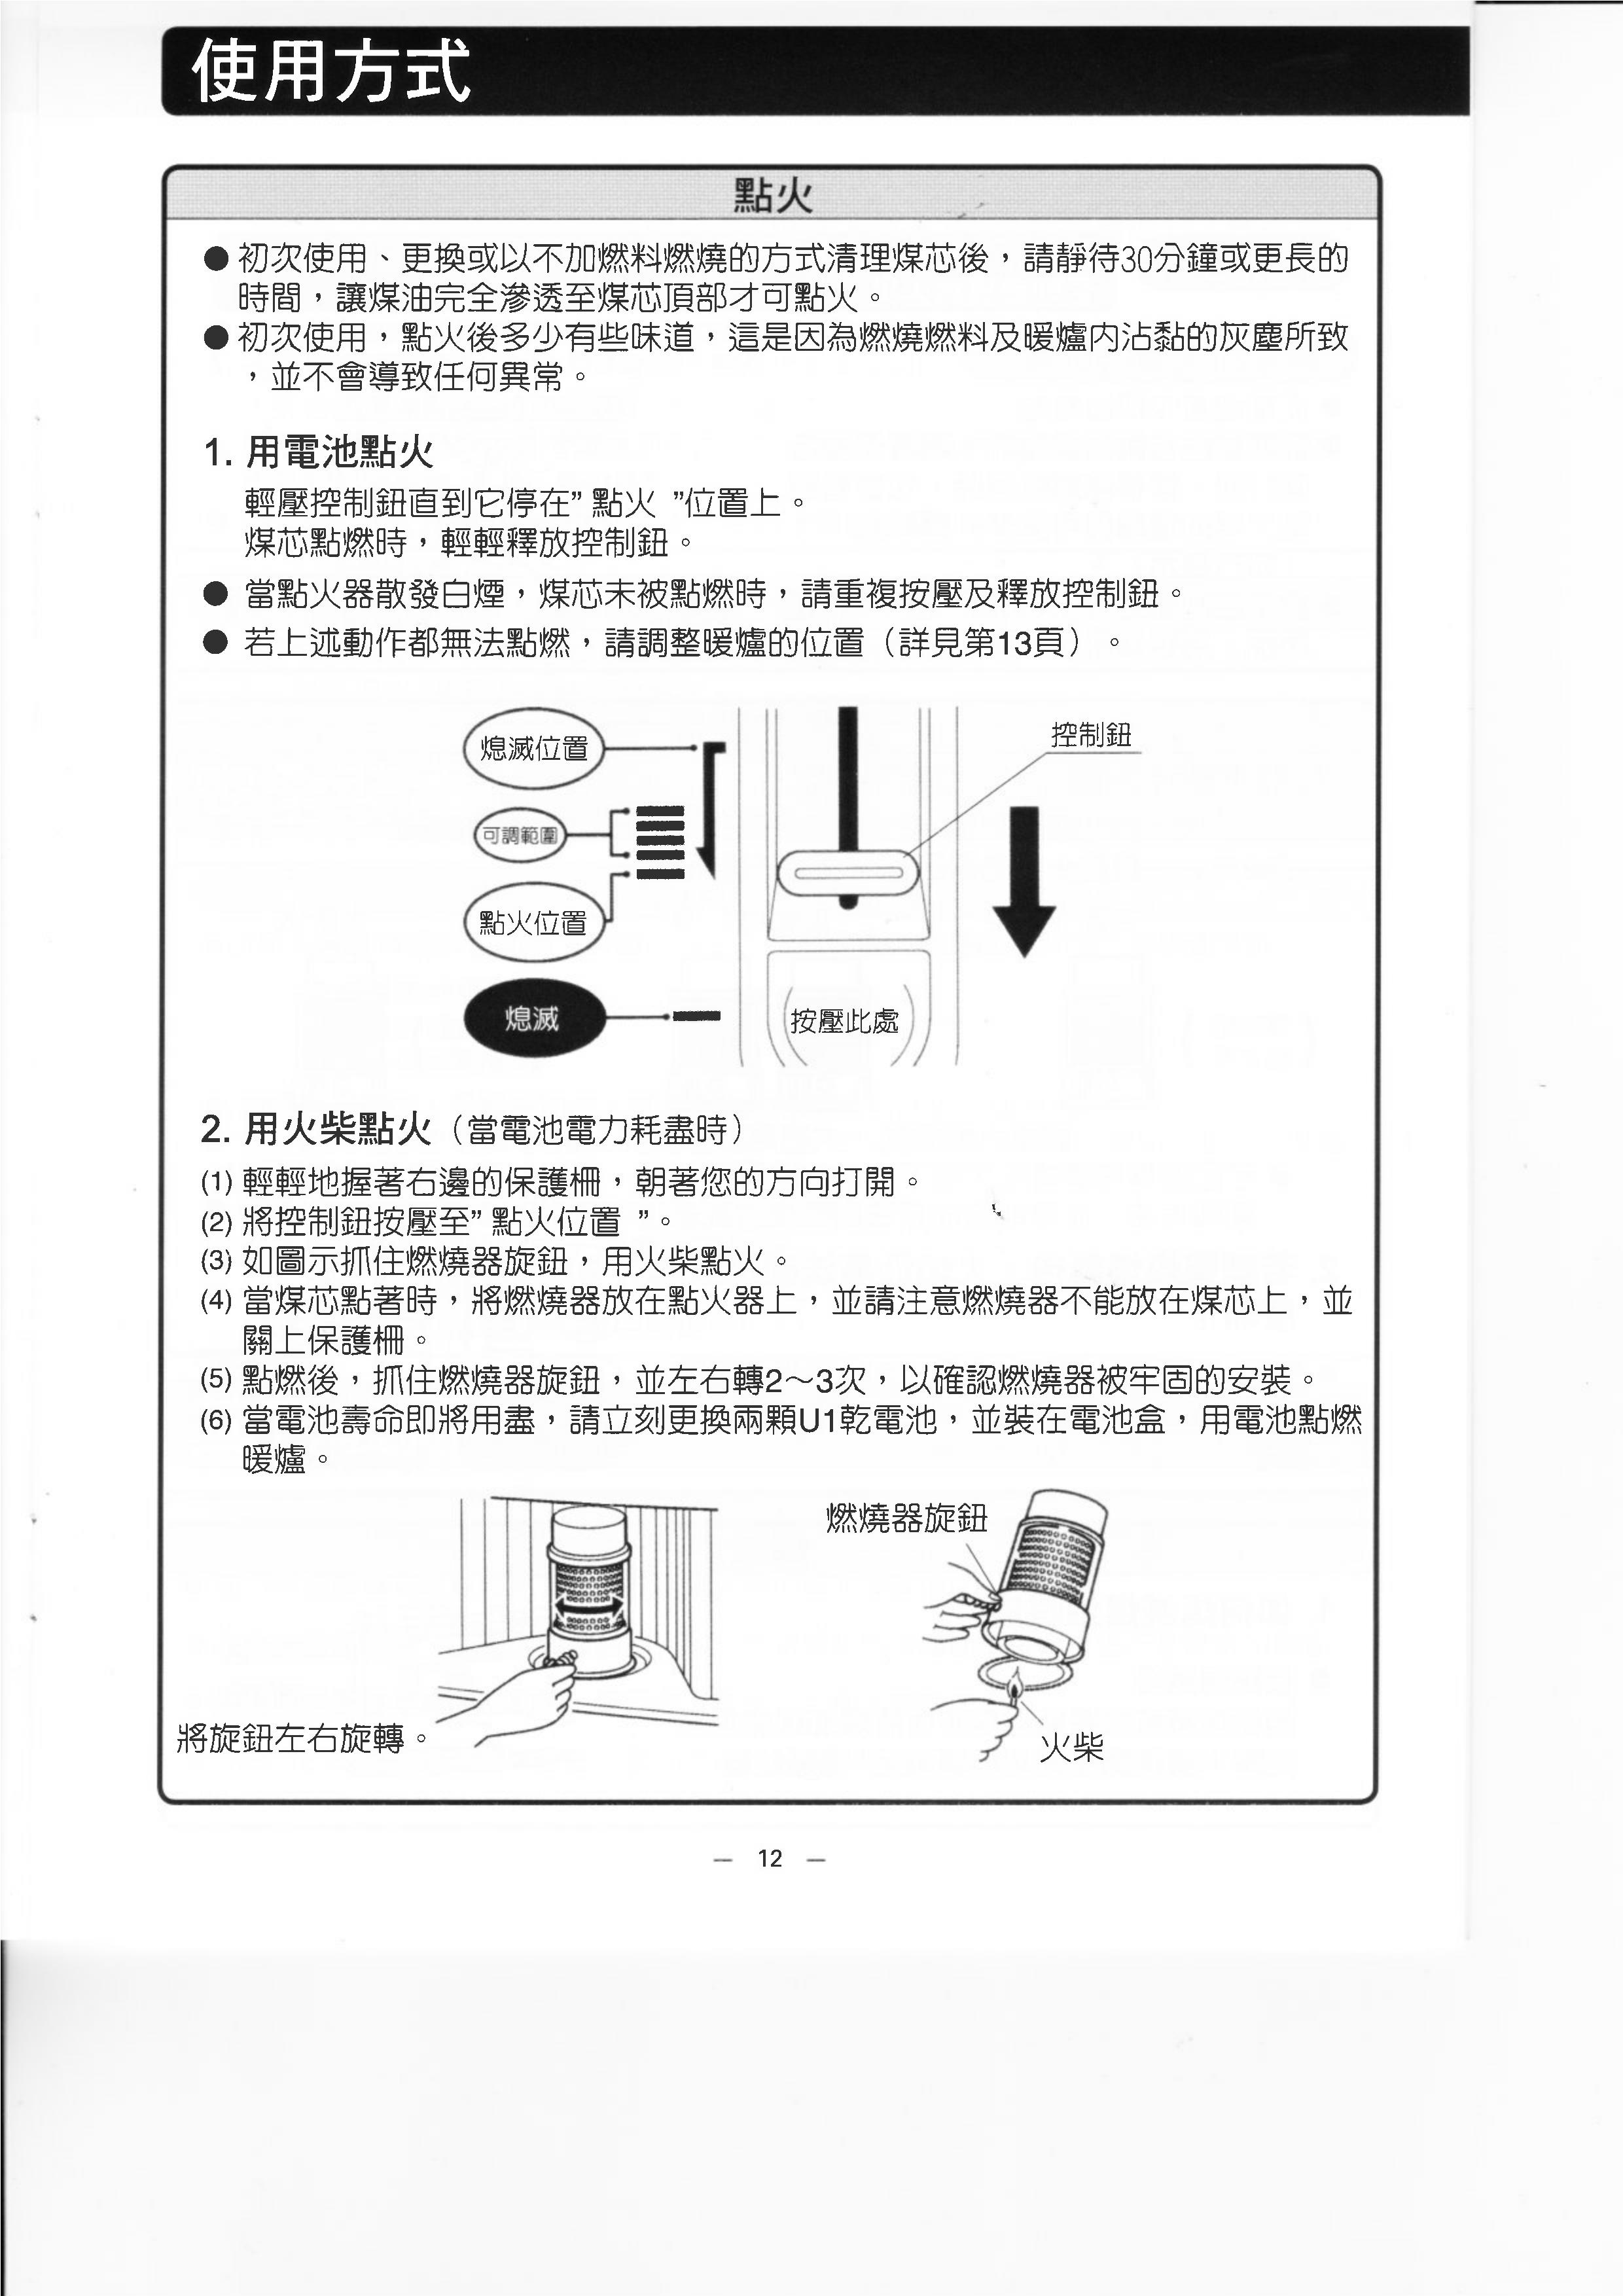 使用方式
點火
● 初次使用、更換或以不加燃料燃燒的方式清理煤芯後，請靜待30分鐘或更長的
時間，讓煤油完全滲透至煤芯頂部才可點火。
● 初次使用，點火後多少有些味道，這是因為燃燒燃料及暖爐內沾黏的灰塵所致
，並不會導致任何異常。
1. 用電池點火
輕壓控制鈕直到它停在” 點火 ”位置上。
煤芯點燃時，輕輕釋放控制鈕。
● 當點火器散發白煙，煤芯未被點燃時，請重複按壓及釋放控制鈕。
● 若上述動作都無法點燃，請調整暖爐的位置（詳見第13頁）。
熄滅位置
控制鈕
可調範圍
點火位置
熄滅
按壓此處
2. 用火柴點火（當電池電力耗盡時）
(1) 輕輕地握著右邊的保護柵，朝著您的方向打開。
(2) 將控制鈕按壓至” 點火位置 ”。
(3) 如圖示抓住燃燒器旋鈕，用火柴點火。
(4) 當煤芯點著時，將燃燒器放在點火器上，並請注意燃燒器不能放在煤芯上，並
關上保護柵。
(5) 點燃後，抓住燃燒器旋鈕，並左右轉2～3次，以確認燃燒器被牢固的安裝。
(6) 當電池壽命即將用盡，請立刻更換兩顆U1乾電池，並裝在電池盒，用電池點燃
暖爐。
燃燒器旋鈕
將旋鈕左右旋轉。
火柴
— 12 —